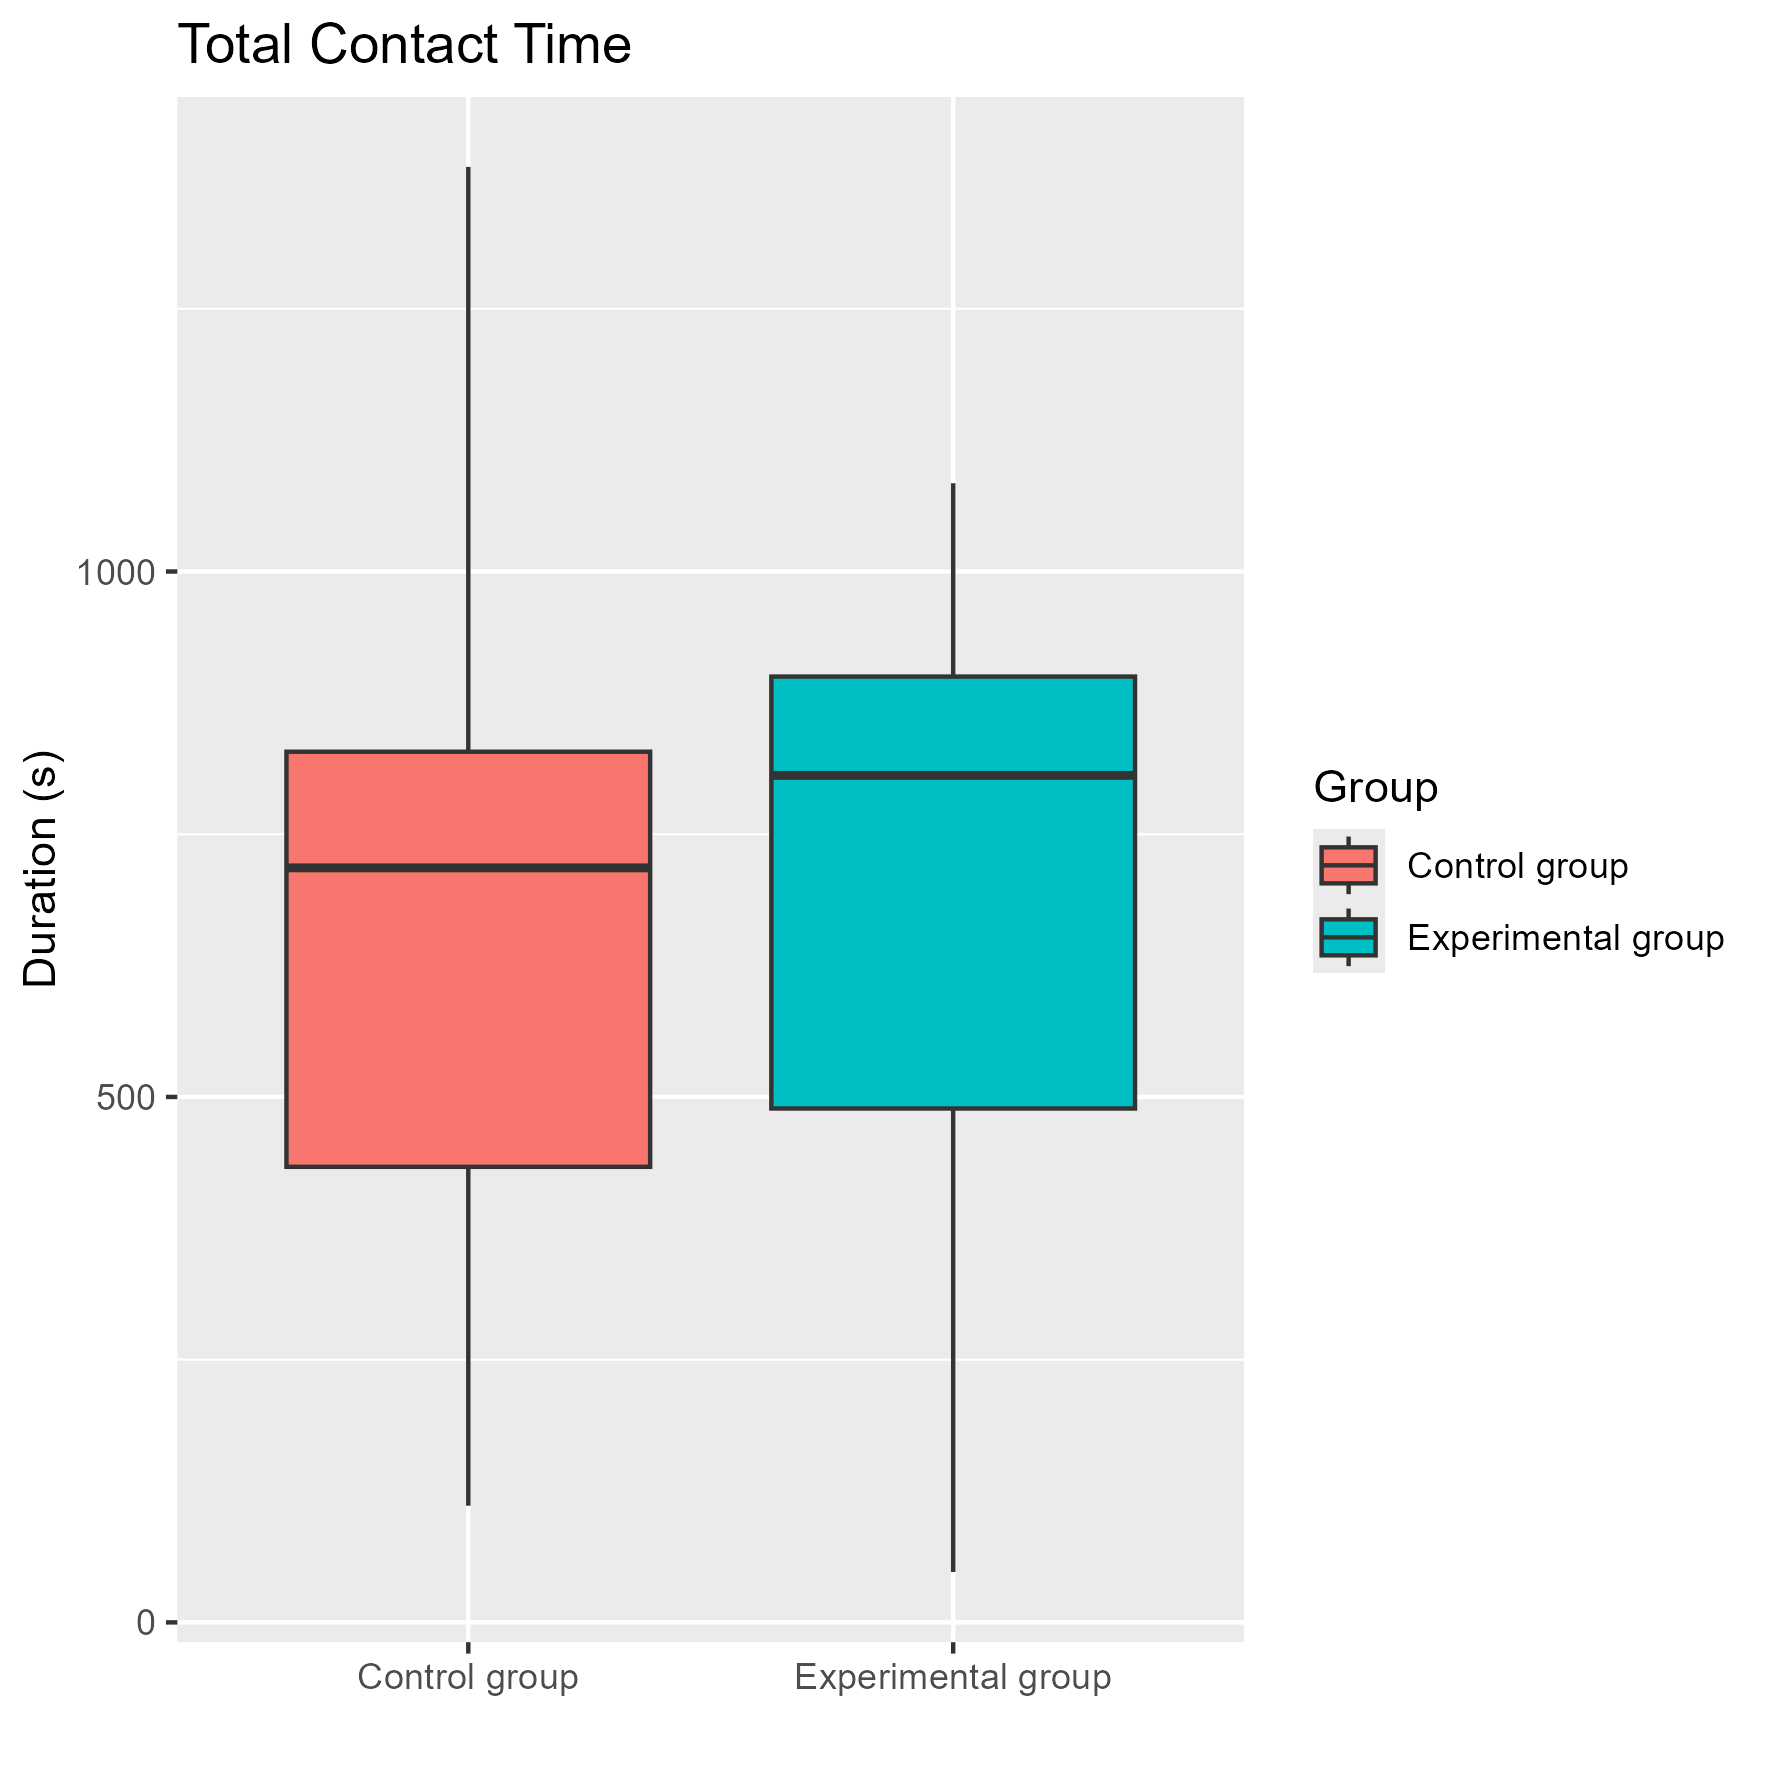 Total Contact Time
Duration (s)
1000
500
0
Control group
Experimental group
Group
Control group
Experimental group